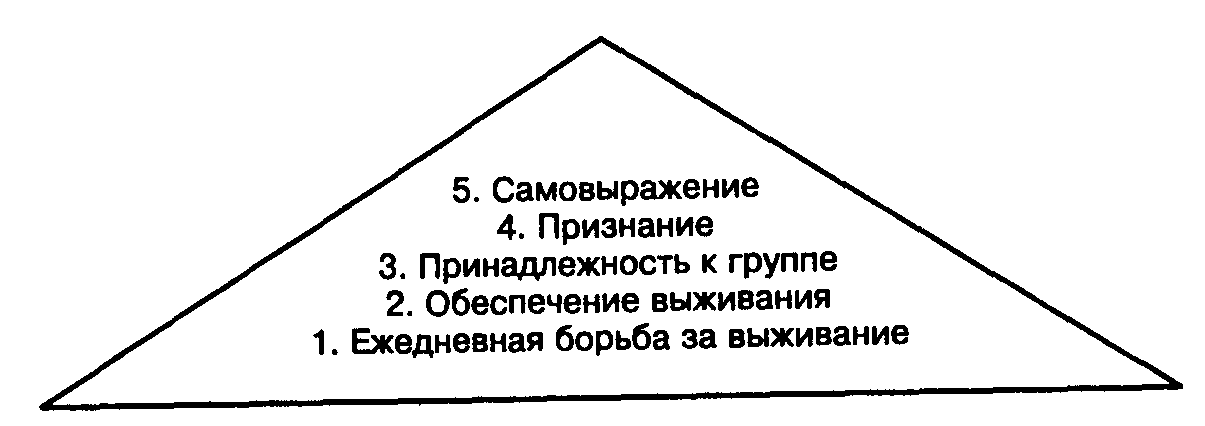 5. Самовыражение
4. Признание
3. Принадлежность к группе
2. Обеспечение выживания
1. Ежедневная борьба за выживание